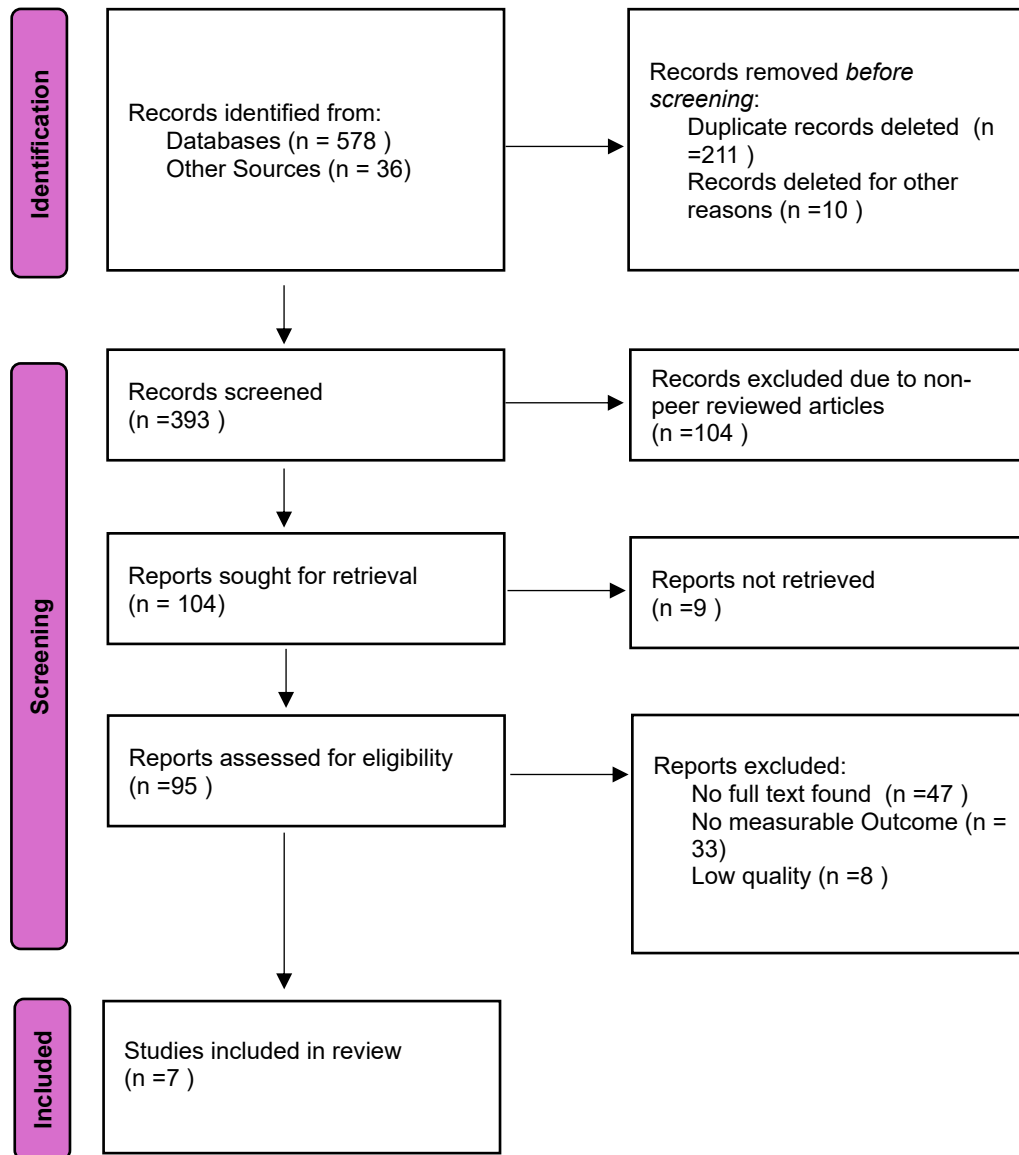 Identification
Records identified from:
Databases (n = 578 )
Other Sources (n = 36)
Records removed before
screening:
Duplicate records deleted  (n
=211 )
Records deleted for other
reasons (n =10 )
Screening
Records screened
(n =393 )
Records excluded due to non-
peer reviewed articles
(n =104 )
Reports sought for retrieval
(n = 104)
Reports not retrieved
(n =9 )
Reports assessed for eligibility
(n =95 )
Reports excluded:
No full text found  (n =47 )
No measurable Outcome (n =
33)
Low quality (n =8 )
Included
Studies included in review
(n =7 )